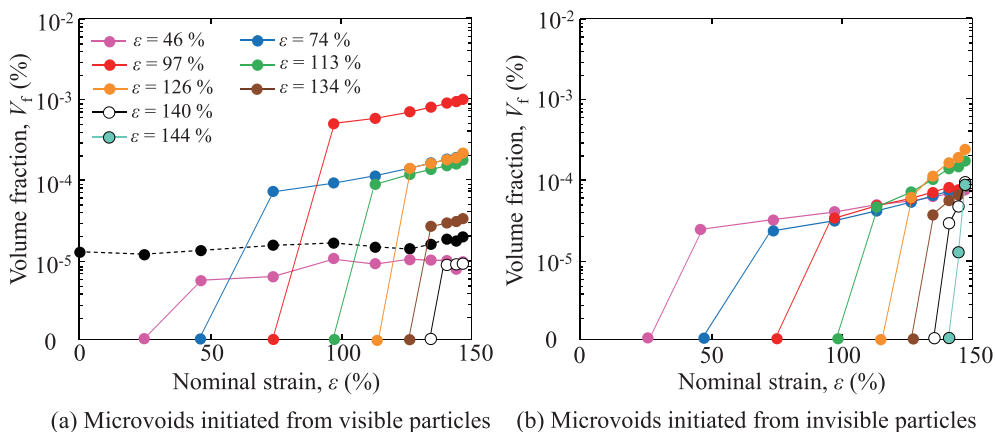 (a)
10^-2
10^-3
10^-4
10^-5
0
Volume fraction, V_f (%)
ε = 46 %
ε = 97 %
ε = 126 %
ε = 140 %
ε = 144 %
ε = 74 %
ε = 113 %
ε = 134 %
0 50 100 150
Nominal strain, ε (%)
(a) Microvoids initiated from visible particles
(b)
10^-2
10^-3
10^-4
10^-5
0
Volume fraction, V_f (%)
0 50 100 150
Nominal strain, ε (%)
(b) Microvoids initiated from invisible particles